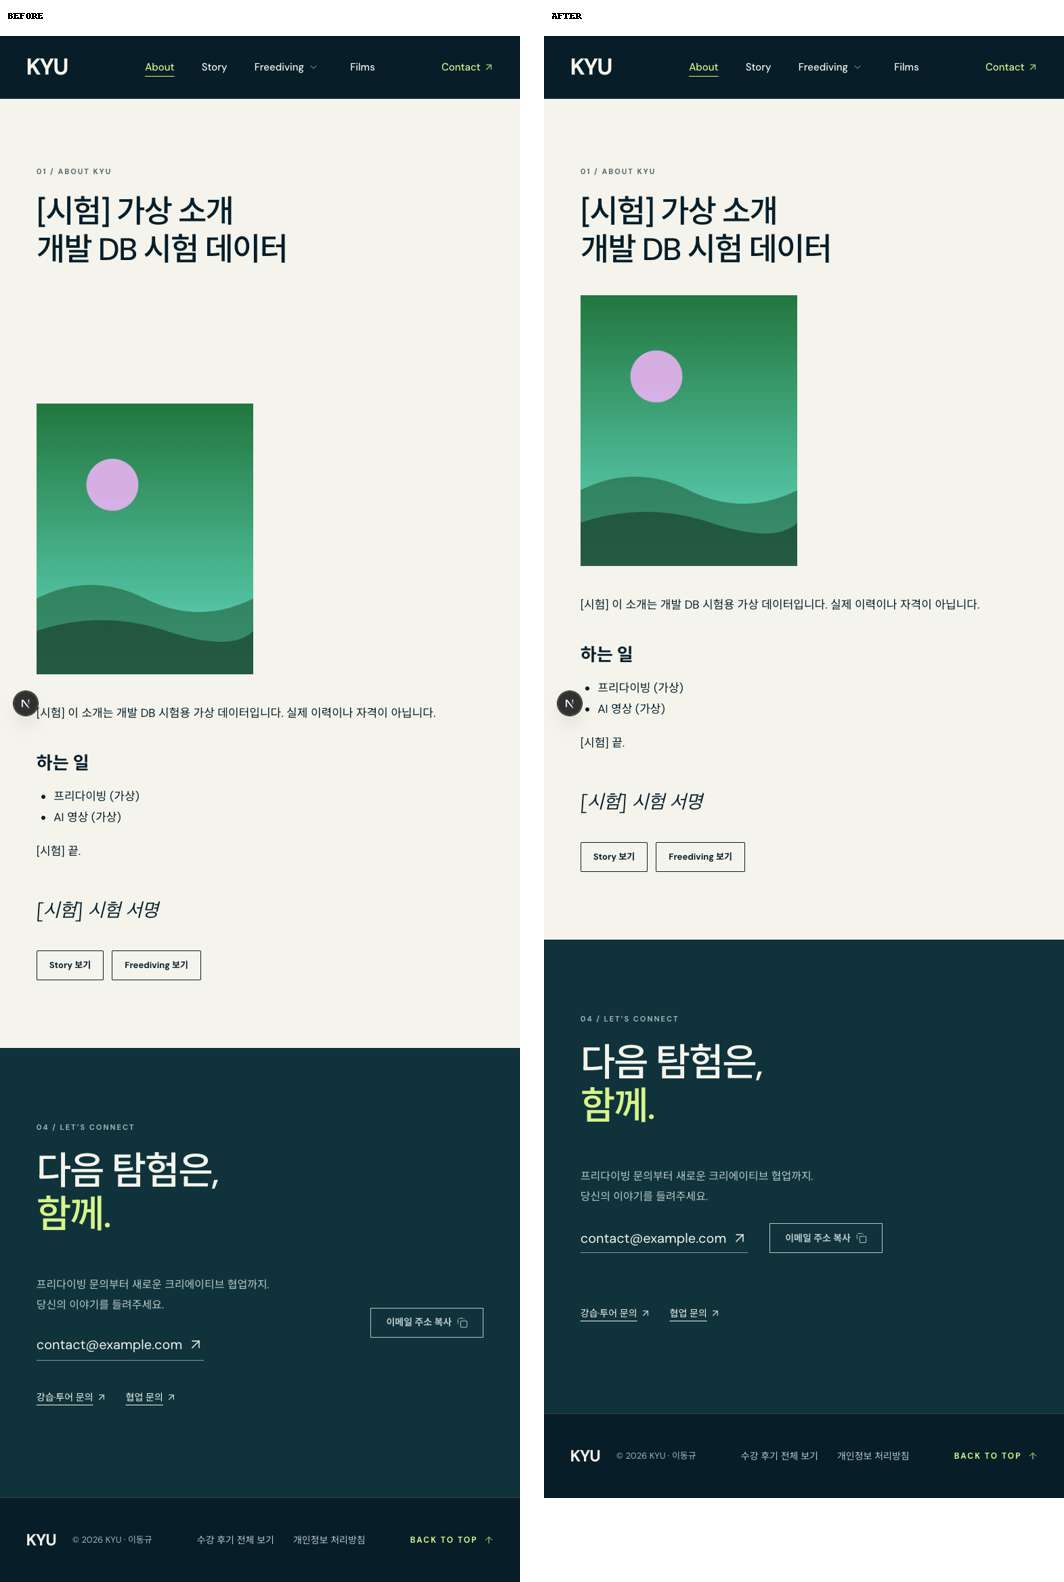 BEFORE
KYU
About
Story
Freediving
Films
Contact
01 / ABOUT KYU
[시험] 가상 소개
개발 DB 시험 데이터
N
[시험] 이 소개는 개발 DB 시험용 가상 데이터입니다. 실제 이력이나 자격이 아닙니다.
하는 일
프리다이빙 (가상)
AI 영상 (가상)
[시험] 끝.
[시험] 시험 서명
Story 보기
Freediving 보기
04 / LET'S CONNECT
다음 탐험은,
함께.
프리다이빙 문의부터 새로운 크리에이티브 협업까지.
당신의 이야기를 들려주세요.
이메일 주소 복사
contact@example.com
강습·투어 문의
협업 문의
KYU
© 2026 KYU · 이동규
수강 후기 전체 보기
개인정보 처리방침
BACK TO TOP
AFTER
KYU
About
Story
Freediving
Films
Contact
01 / ABOUT KYU
[시험] 가상 소개
개발 DB 시험 데이터
[시험] 이 소개는 개발 DB 시험용 가상 데이터입니다. 실제 이력이나 자격이 아닙니다.
하는 일
프리다이빙 (가상)
N
AI 영상 (가상)
[시험] 끝.
[시험] 시험 서명
Story 보기
Freediving 보기
04 / LET'S CONNECT
다음 탐험은,
함께.
프리다이빙 문의부터 새로운 크리에이티브 협업까지.
당신의 이야기를 들려주세요.
contact@example.com
이메일 주소 복사
강습·투어 문의
협업 문의
KYU
© 2026 KYU · 이동규
수강 후기 전체 보기
개인정보 처리방침
BACK TO TOP